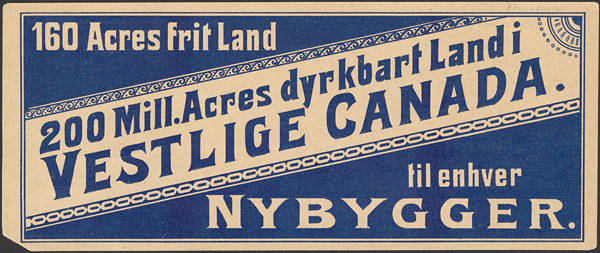 160 Acres frit Land
200 Mill. Acres dyrkbart Land i
VESTLIGE CANADA.
til enhver
NYBYGGER.